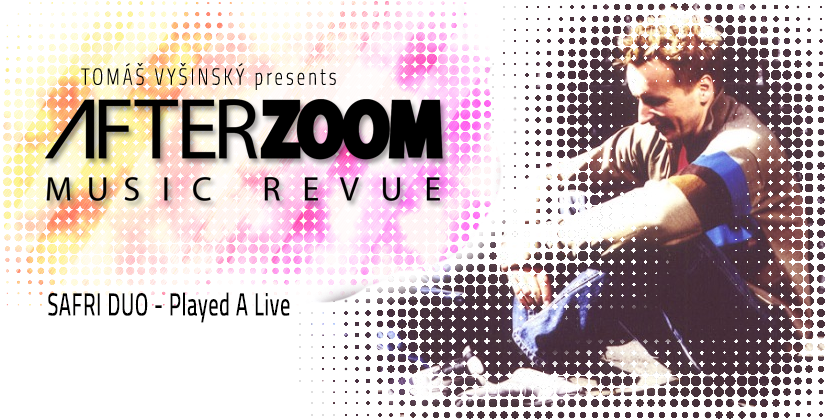 TOMÁŠ VYŠINSKÝ presents
AFTERZOOM
MUSIC REVUE
SAFRI DUO - Played A Live